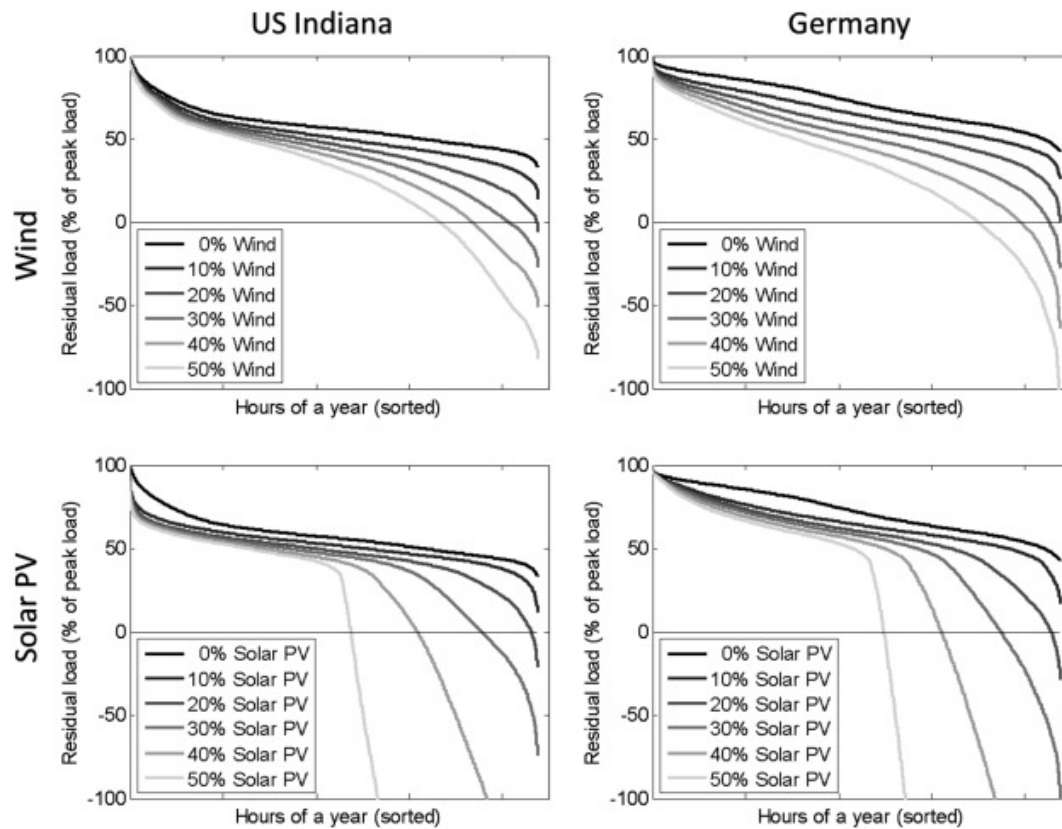 US Indiana
Germany
Wind
Residual load (% of peak load)
100
50
0
-50
-100
0% Wind
10% Wind
20% Wind
30% Wind
40% Wind
50% Wind
Hours of a year (sorted)
Residual load (% of peak load)
100
50
0
-50
-100
0% Wind
10% Wind
20% Wind
30% Wind
40% Wind
50% Wind
Hours of a year (sorted)
Solar PV
Residual load (% of peak load)
100
50
0
-50
-100
0% Solar PV
10% Solar PV
20% Solar PV
30% Solar PV
40% Solar PV
50% Solar PV
Hours of a year (sorted)
Residual load (% of peak load)
100
50
0
-50
-100
0% Solar PV
10% Solar PV
20% Solar PV
30% Solar PV
40% Solar PV
50% Solar PV
Hours of a year (sorted)